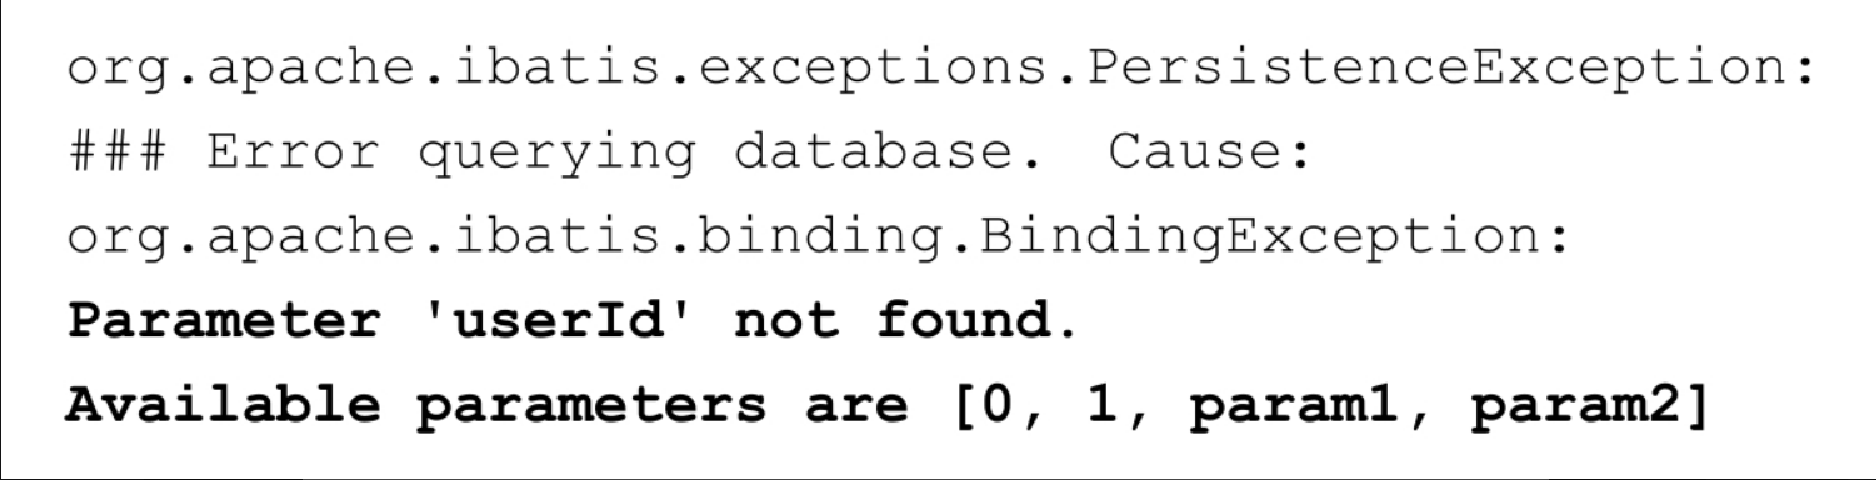 org.apache.ibatis.exceptions.PersistenceException:
### Error querying database.  Cause:
org.apache.ibatis.binding.BindingException:
Parameter 'userId' not found.
Available parameters are [0, 1, param1, param2]